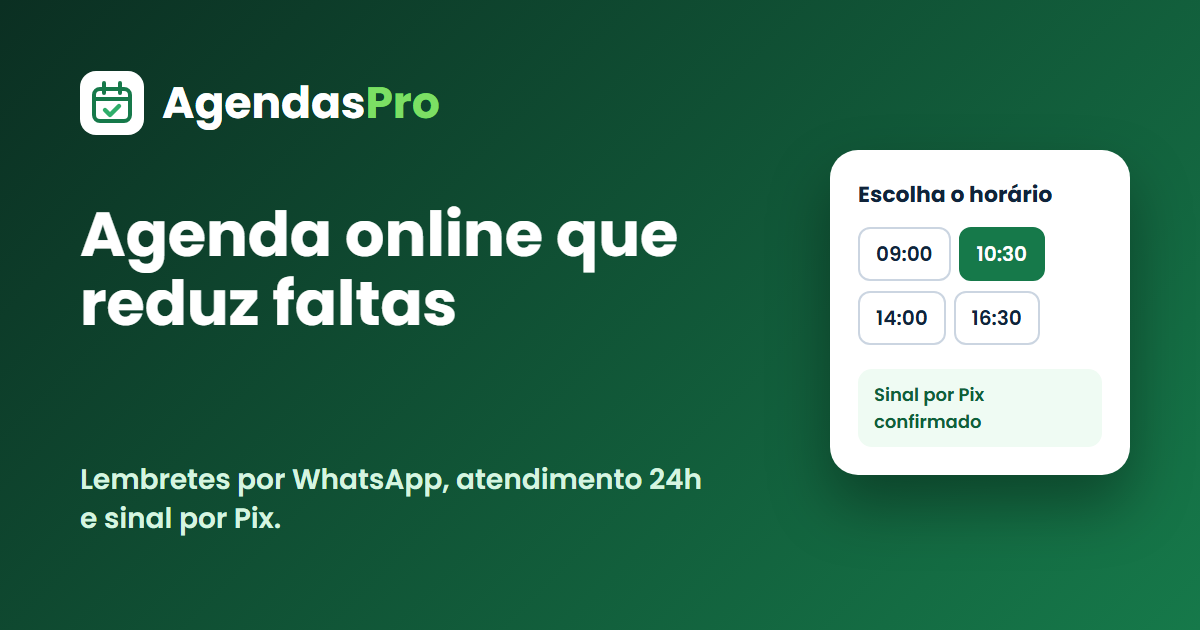 AgendasPro
Agenda online que
reduz faltas
Lembretes por WhatsApp, atendimento 24h
e sinal por Pix.
Escolha o horário
09:00
10:30
14:00
16:30
Sinal por Pix
confirmado